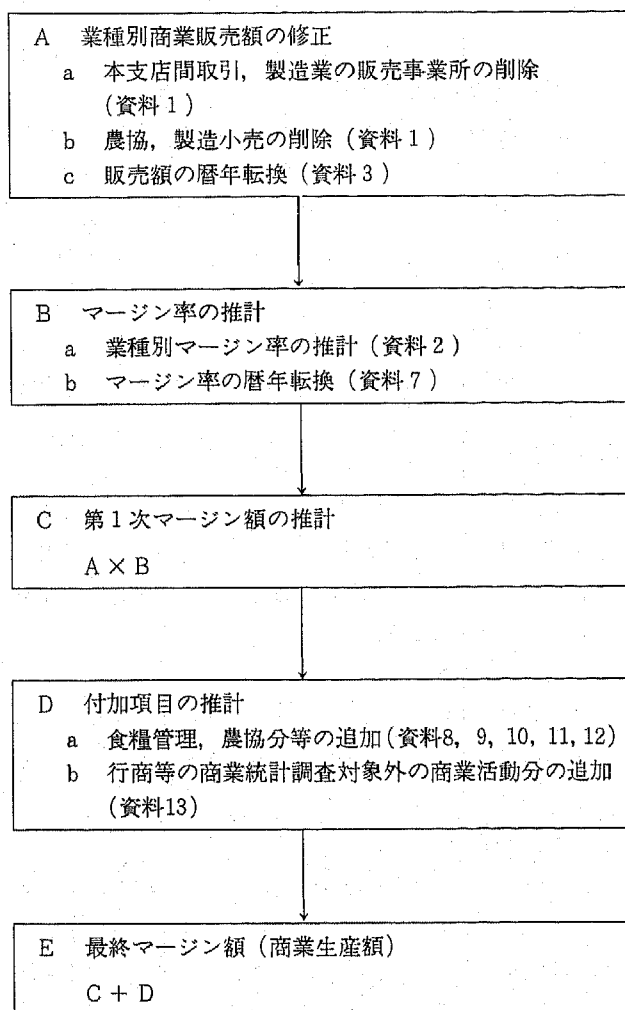 A 業種別商業販売額の修正
a 本支店間取引，製造業の販売事業所の削除
(資料1)
b 農協，製造小売の削除（資料1）
c 販売額の暦年転換（資料3）
B マージン率の推計
a 業種別マージン率の推計（資料2）
b マージン率の暦年転換（資料7）
C 第1次マージン額の推計
A × B
D 付加項目の推計
a 食糧管理，農協分等の追加(資料8，9，10，11，12)
b 行商等の商業統計調査対象外の商業活動分の追加
(資料13)
E 最終マージン額（商業生産額）
C + D